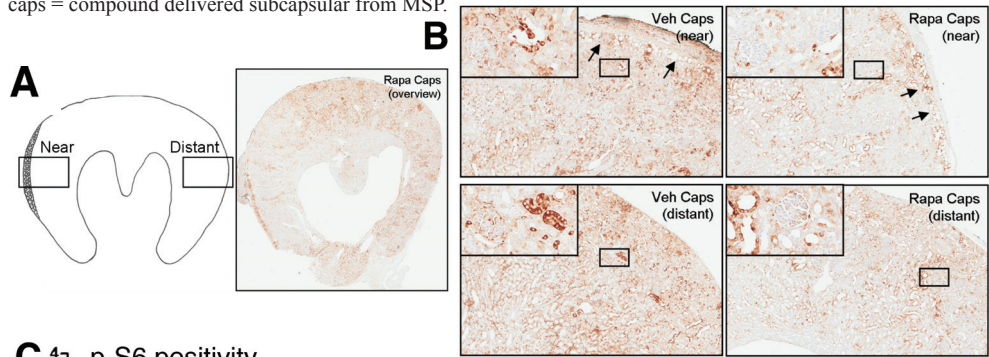 caps = compound delivered subcapsular from MSP.
A
Near
Distant
Rapa Caps
(overview)
B
Veh Caps
(near)
Rapa Caps
(near)
Veh Caps
(distant)
Rapa Caps
(distant)
C
p-S6 positivity